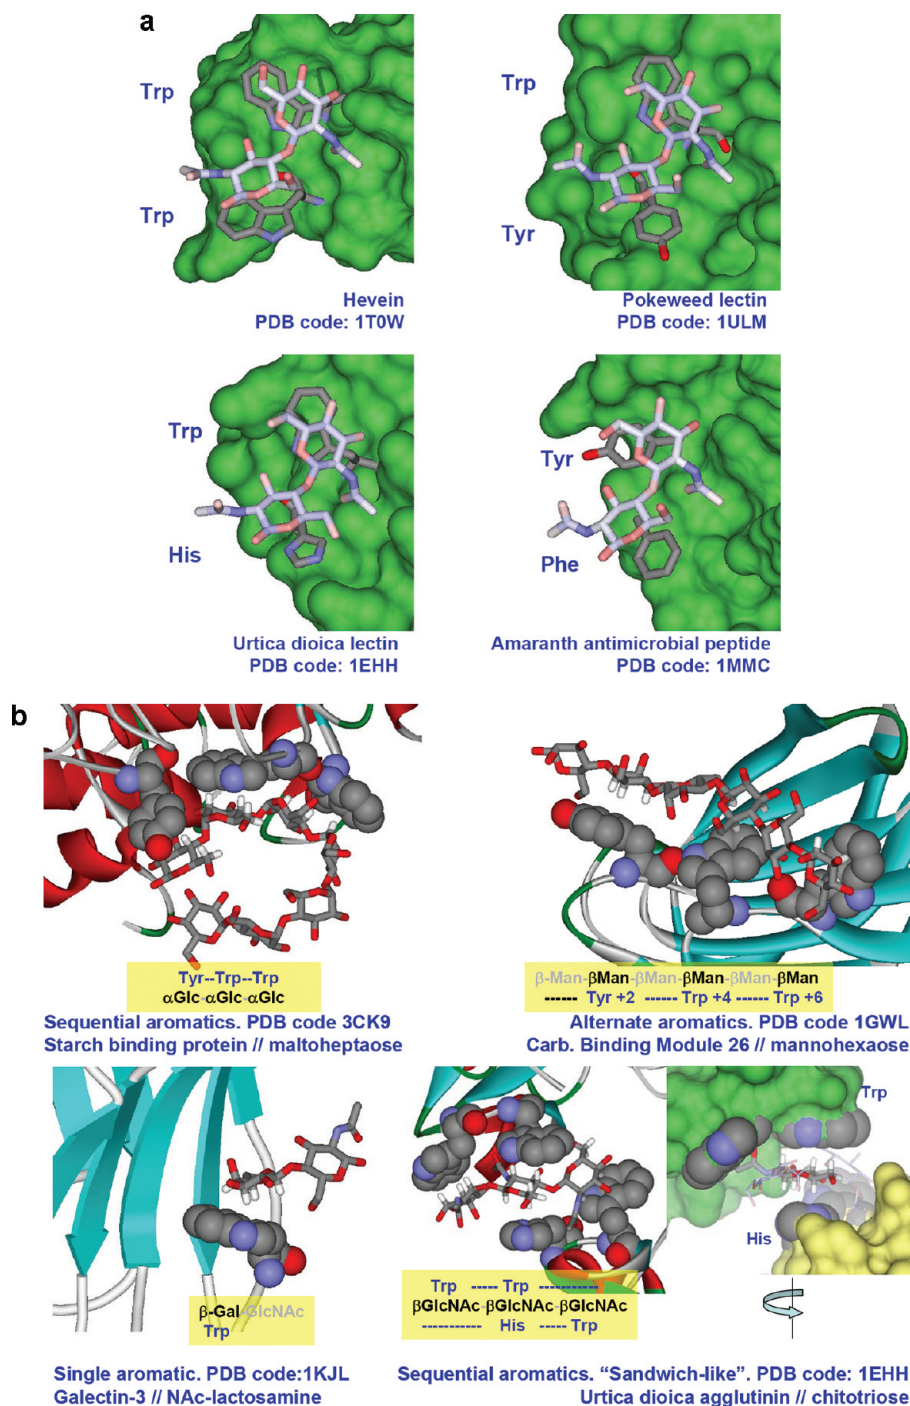 a
Trp
Trp
Hevein
PDB code: 1T0W
Trp
Tyr
Pokeweed lectin
PDB code: 1ULM
Trp
His
Urtica dioica lectin
PDB code: 1EHH
Tyr
Phe
Amaranth antimicrobial peptide
PDB code: 1MMC
b
Tyr--Trp--Trp
αGlc-αGlc-αGlc
Sequential aromatics. PDB code 3CK9
Starch binding protein // maltoheptaose
β-Man-βMan-βMan-βMan-βMan-βMan
------ Tyr +2 ------ Trp +4 ------ Trp +6
Alternate aromatics. PDB code 1GWL
Carb. Binding Module 26 // mannohexaose
β-Gal-GlcNAc
Trp
Single aromatic. PDB code:1KJL
Galectin-3 // NAc-lactosamine
Trp ----- Trp -----------
βGlcNAc-βGlcNAc-βGlcNAc
----------- His ----- Trp
Trp
His
Sequential aromatics. “Sandwich-like”. PDB code: 1EHH
Urtica dioica agglutinin // chitotriose